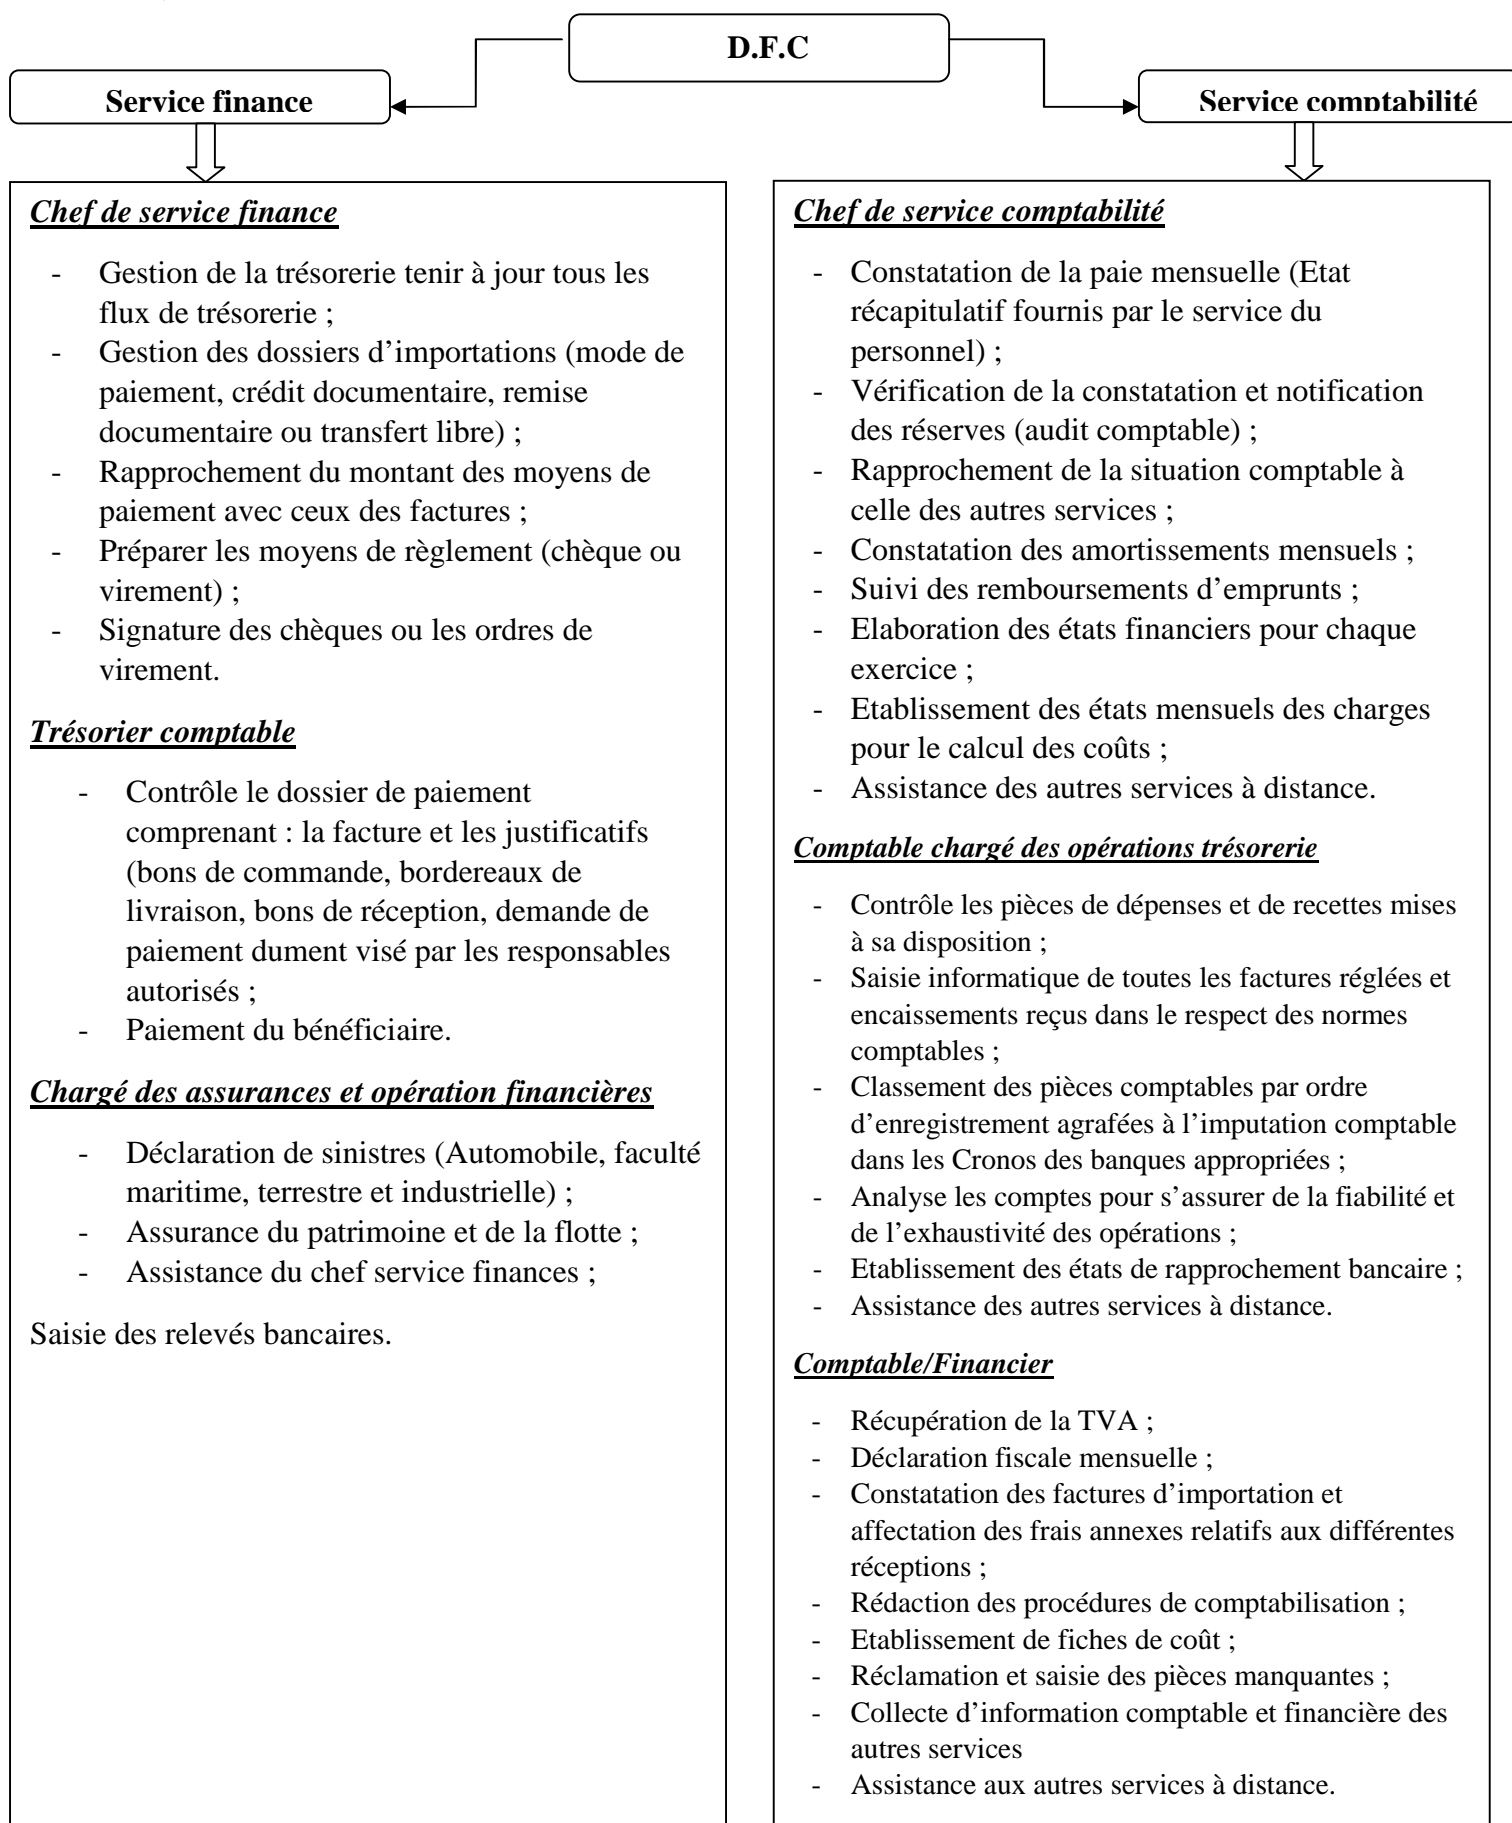 D.F.C
Service finance
Service comptabilité
Chef de service finance
- Gestion de la trésorerie tenir à jour tous les
flux de trésorerie ;
- Gestion des dossiers d’importations (mode de
paiement, crédit documentaire, remise
documentaire ou transfert libre) ;
- Rapprochement du montant des moyens de
paiement avec ceux des factures ;
- Préparer les moyens de règlement (chèque ou
virement) ;
- Signature des chèques ou les ordres de
virement.
Trésorier comptable
- Contrôle le dossier de paiement
comprenant : la facture et les justificatifs
(bons de commande, bordereaux de
livraison, bons de réception, demande de
paiement dument visé par les responsables
autorisés ;
- Paiement du bénéficiaire.
Chargé des assurances et opération financières
- Déclaration de sinistres (Automobile, faculté
maritime, terrestre et industrielle) ;
- Assurance du patrimoine et de la flotte ;
- Assistance du chef service finances ;
Saisie des relevés bancaires.
Chef de service comptabilité
- Constatation de la paie mensuelle (Etat
récapitulatif fournis par le service du
personnel) ;
- Vérification de la constatation et notification
des réserves (audit comptable) ;
- Rapprochement de la situation comptable à
celle des autres services ;
- Constatation des amortissements mensuels ;
- Suivi des remboursements d’emprunts ;
- Elaboration des états financiers pour chaque
exercice ;
- Etablissement des états mensuels des charges
pour le calcul des coûts ;
- Assistance des autres services à distance.
Comptable chargé des opérations trésorerie
- Contrôle les pièces de dépenses et de recettes mises
à sa disposition ;
- Saisie informatique de toutes les factures réglées et
encaissements reçus dans le respect des normes
comptables ;
- Classement des pièces comptables par ordre
d’enregistrement agrafées à l’imputation comptable
dans les Cronos des banques appropriées ;
- Analyse les comptes pour s’assurer de la fiabilité et
de l’exhaustivité des opérations ;
- Etablissement des états de rapprochement bancaire ;
- Assistance des autres services à distance.
Comptable/Financier
- Récupération de la TVA ;
- Déclaration fiscale mensuelle ;
- Constatation des factures d’importation et
affectation des frais annexes relatifs aux différentes
réceptions ;
- Rédaction des procédures de comptabilisation ;
- Etablissement de fiches de coût ;
- Réclamation et saisie des pièces manquantes ;
- Collecte d’information comptable et financière des
autres services
- Assistance aux autres services à distance.